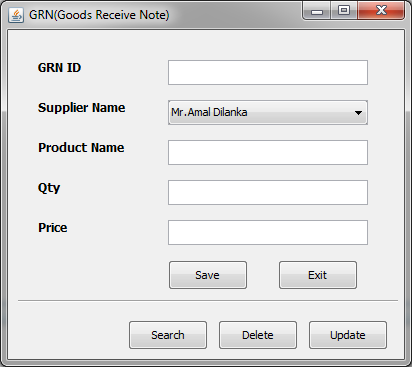 GRN(Goods Receive Note)
GRN ID
Supplier Name
Mr.Amal Dilanka
Product Name
Qty
Price
Save Exit
Search Delete Update